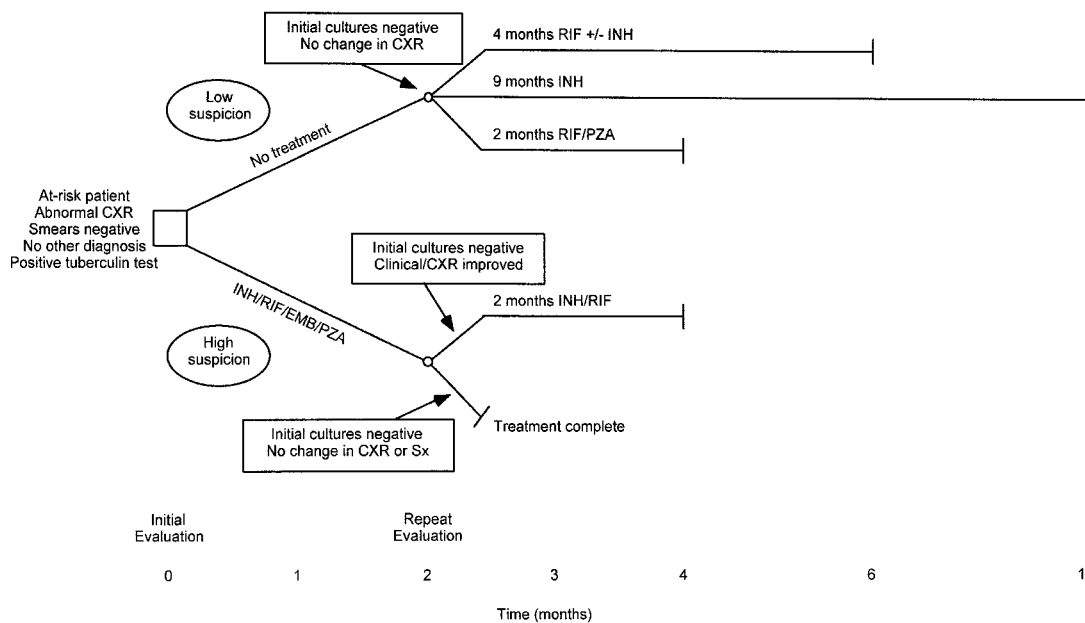 Initial cultures negative
No change in CXR
4 months RIF +/- INH
9 months INH
2 months RIF/PZA
Low
suspicion
No treatment
At-risk patient
Abnormal CXR
Smears negative
No other diagnosis
Positive tuberculin test
Initial cultures negative
Clinical/CXR improved
2 months INH/RIF
INH/RIF/EMB/PZA
High
suspicion
Initial cultures negative
No change in CXR or Sx
Treatment complete
Initial
Evaluation
Repeat
Evaluation
0 1 2 3 4 6 1
Time (months)